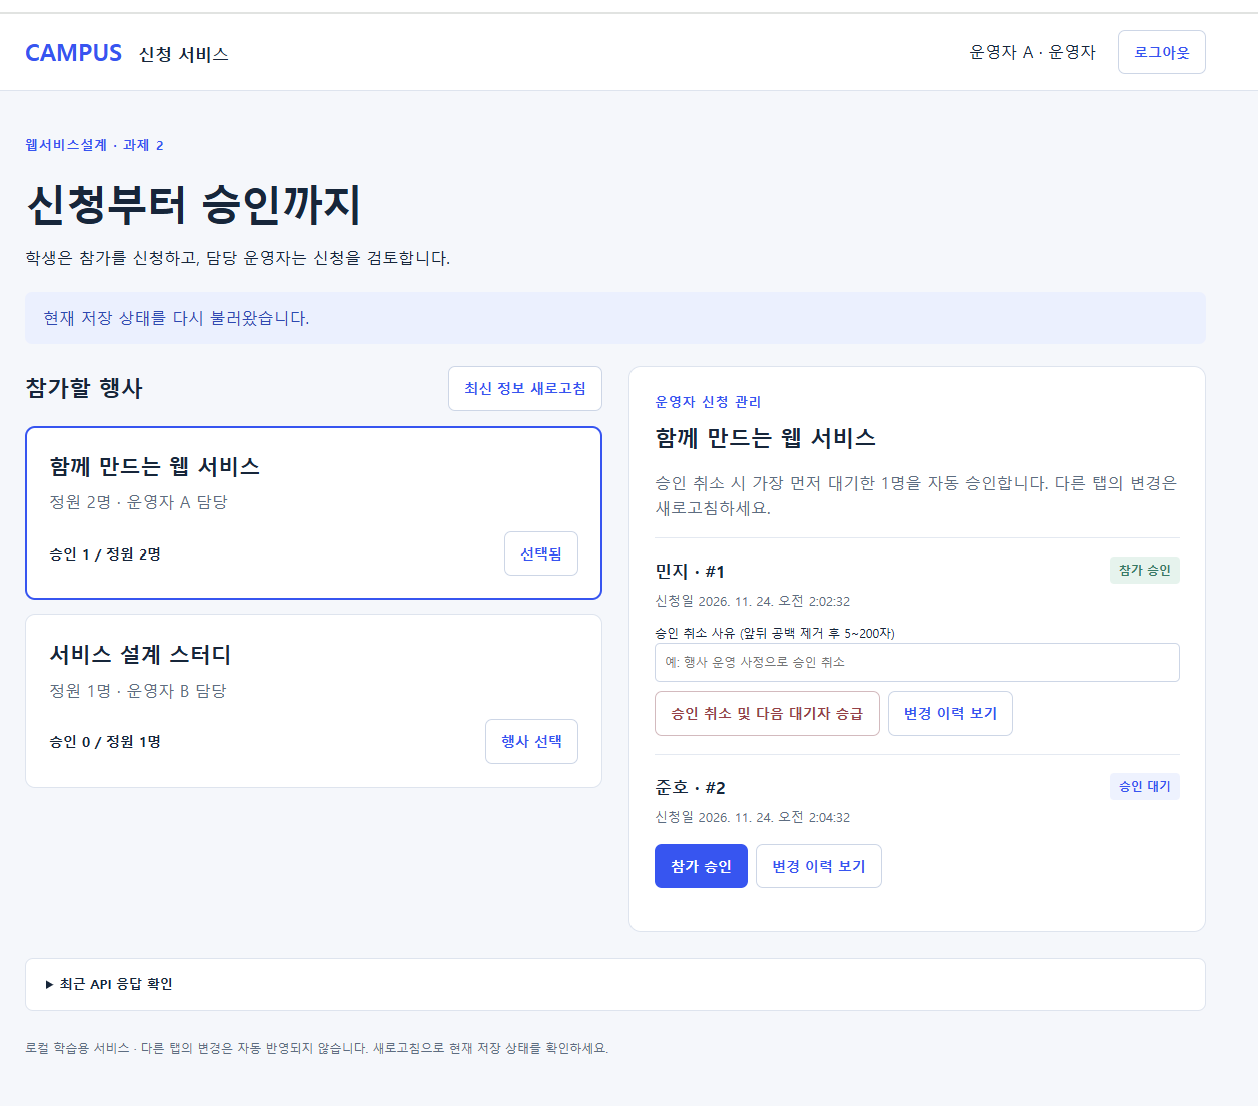 CAMPUS 신청 서비스
운영자 A · 운영자
로그아웃
웹서비스설계 · 과제 2
신청부터 승인까지
학생은 참가를 신청하고, 담당 운영자는 신청을 검토합니다.
현재 저장 상태를 다시 불러왔습니다.
참가할 행사
최신 정보 새로고침
함께 만드는 웹 서비스
정원 2명 · 운영자 A 담당
승인 1 / 정원 2명
선택됨
서비스 설계 스터디
정원 1명 · 운영자 B 담당
승인 0 / 정원 1명
행사 선택
운영자 신청 관리
함께 만드는 웹 서비스
승인 취소 시 가장 먼저 대기한 1명을 자동 승인합니다. 다른 탭의 변경은
새로고침하세요.
민지 · #1
참가 승인
신청일 2026. 11. 24. 오전 2:02:32
승인 취소 사유 (앞뒤 공백 제거 후 5~200자)
예: 행사 운영 사정으로 승인 취소
승인 취소 및 다음 대기자 승급
변경 이력 보기
준호 · #2
승인 대기
신청일 2026. 11. 24. 오전 2:04:32
참가 승인
변경 이력 보기
▶ 최근 API 응답 확인
로컬 학습용 서비스 · 다른 탭의 변경은 자동 반영되지 않습니다. 새로고침으로 현재 저장 상태를 확인하세요.